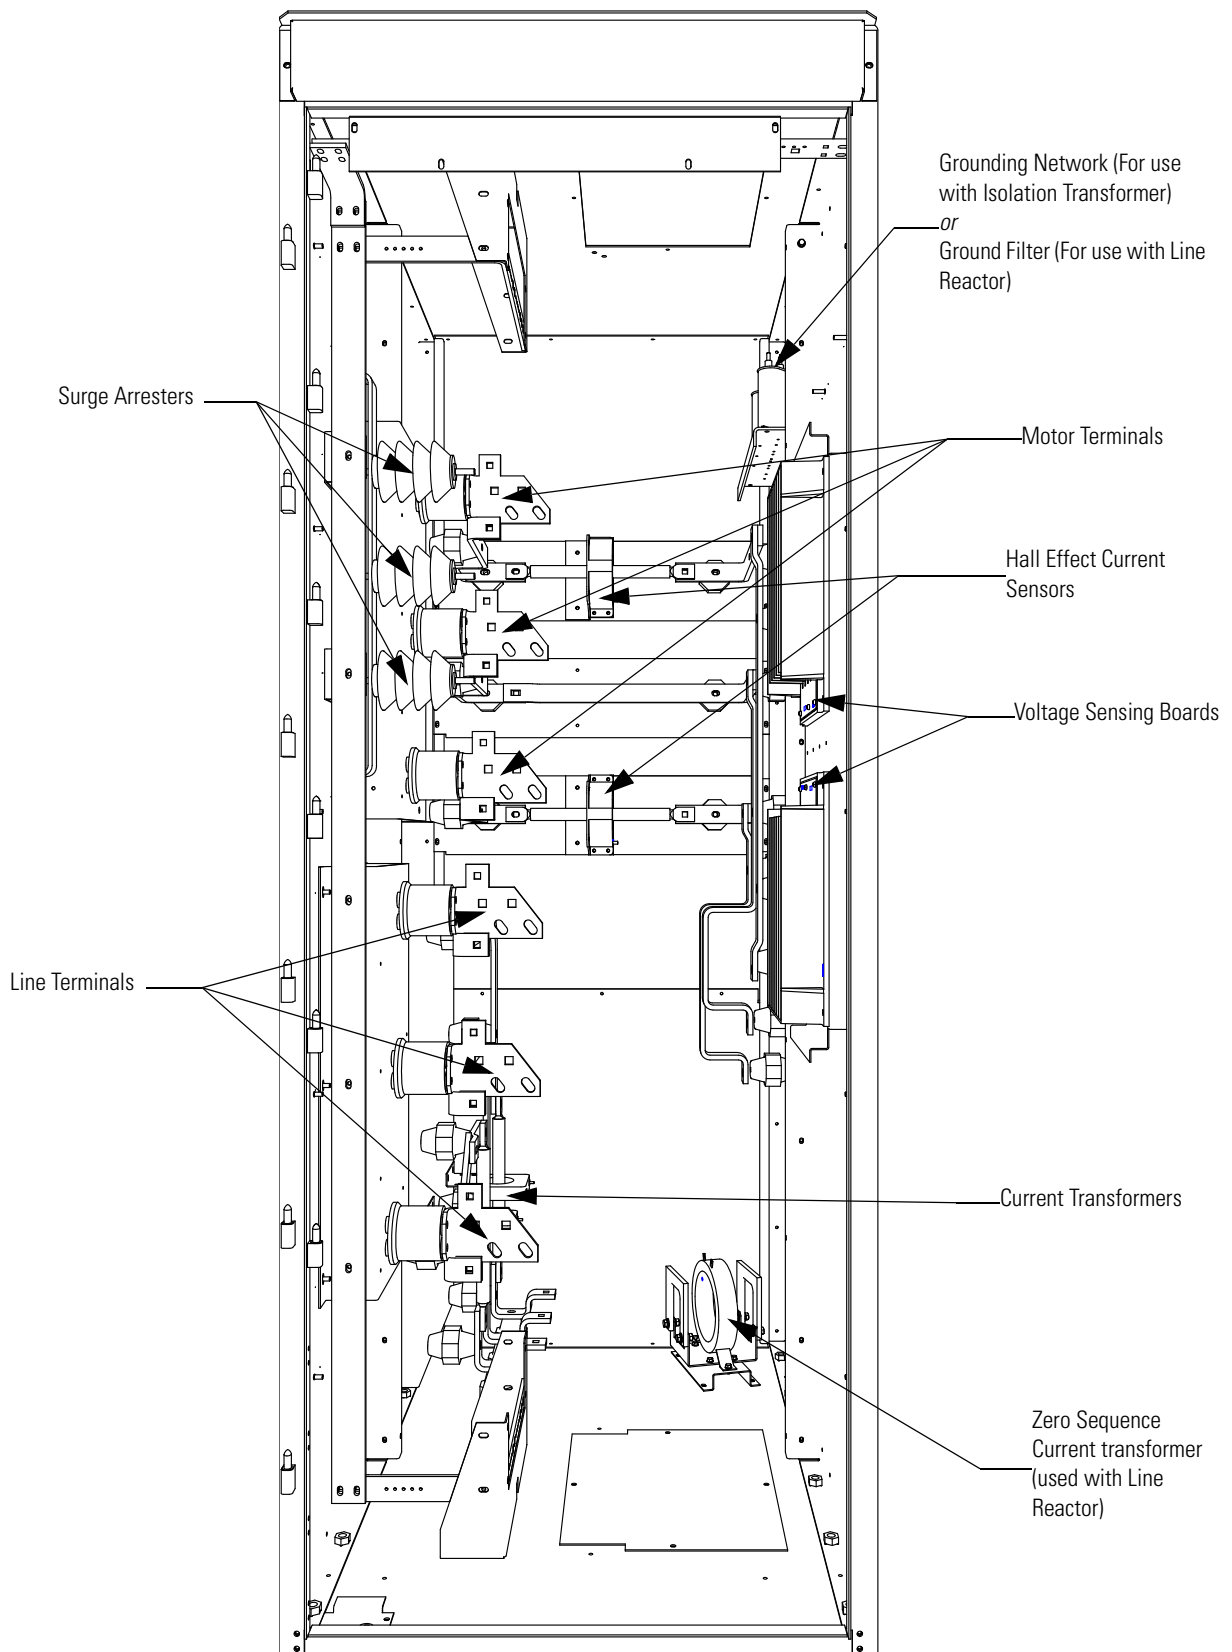 Grounding Network (For use
with Isolation Transformer)
or
Ground Filter (For use with Line
Reactor)
Surge Arresters
Motor Terminals
Hall Effect Current
Sensors
Voltage Sensing Boards
Line Terminals
Current Transformers
Zero Sequence
Current transformer
(used with Line
Reactor)